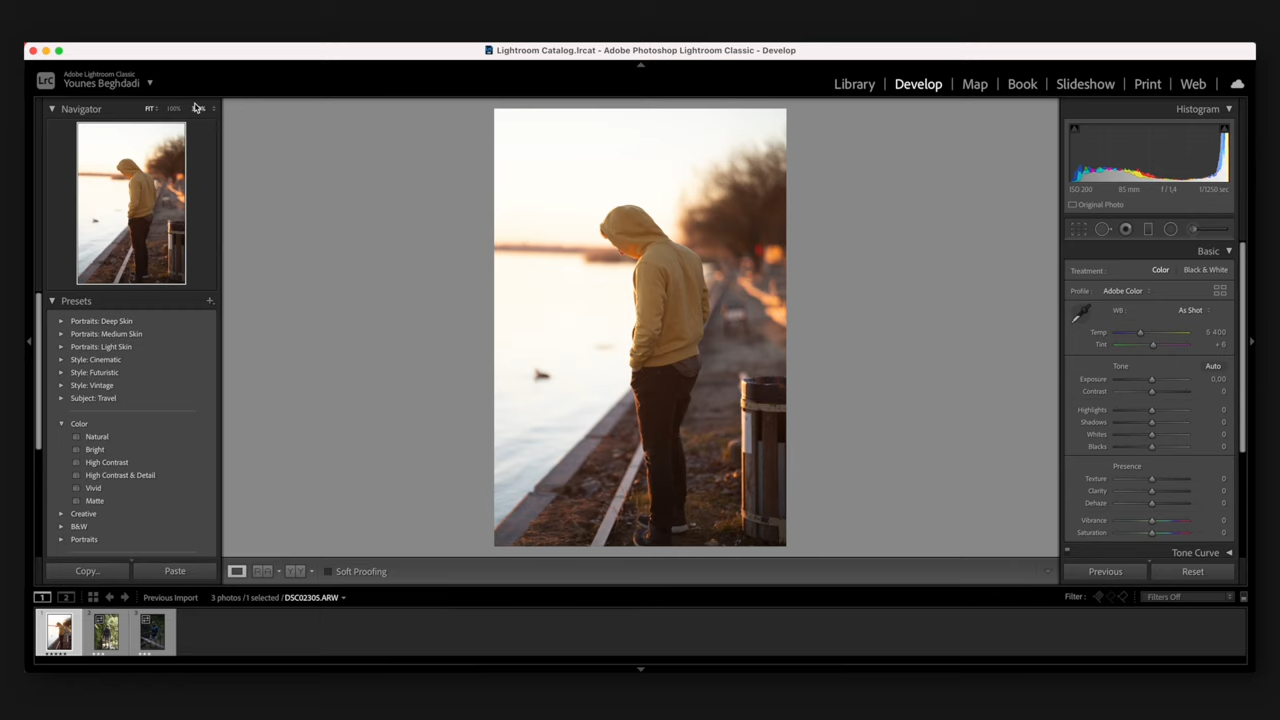 Lightroom Catalog.lrcat - Adobe Photoshop Lightroom Classic - Develop
LrC
Adobe Lightroom Classic
Younes Beghdadi
Library Develop Map Book Slideshow Print Web
Navigator FIT 100%
Presets
Portraits: Deep Skin
Portraits: Medium Skin
Portraits: Light Skin
Style: Cinematic
Style: Futuristic
Style: Vintage
Subject: Travel
Color
Natural
Bright
High Contrast
High Contrast & Detail
Vivid
Matte
Creative
B&W
Portraits
Copy... Paste
Soft Proofing
Histogram
ISO 200 85 mm f / 1,4 1/1250 sec
Original Photo
Basic
Treatment: Color Black & White
Profile: Adobe Color
WB: As Shot
Temp 5 400
Tint + 6
Tone Auto
Exposure 0,00
Contrast 0
Highlights 0
Shadows 0
Whites 0
Blacks 0
Presence
Texture 0
Clarity 0
Dehaze 0
Vibrance 0
Saturation 0
Tone Curve
Previous Reset
1 2 Previous Import 3 photos / 1 selected / DSC02305.ARW Filter: Filters Off
1 2 3